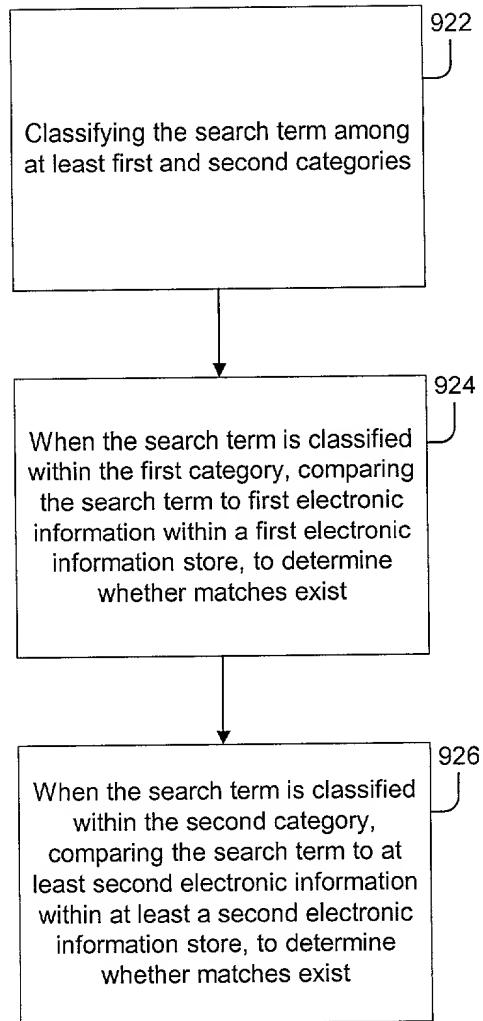 922
Classifying the search term among
at least first and second categories
924
When the search term is classified
within the first category, comparing
the search term to first electronic
information within a first electronic
information store, to determine
whether matches exist
926
When the search term is classified
within the second category,
comparing the search term to at
least second electronic information
within at least a second electronic
information store, to determine
whether matches exist